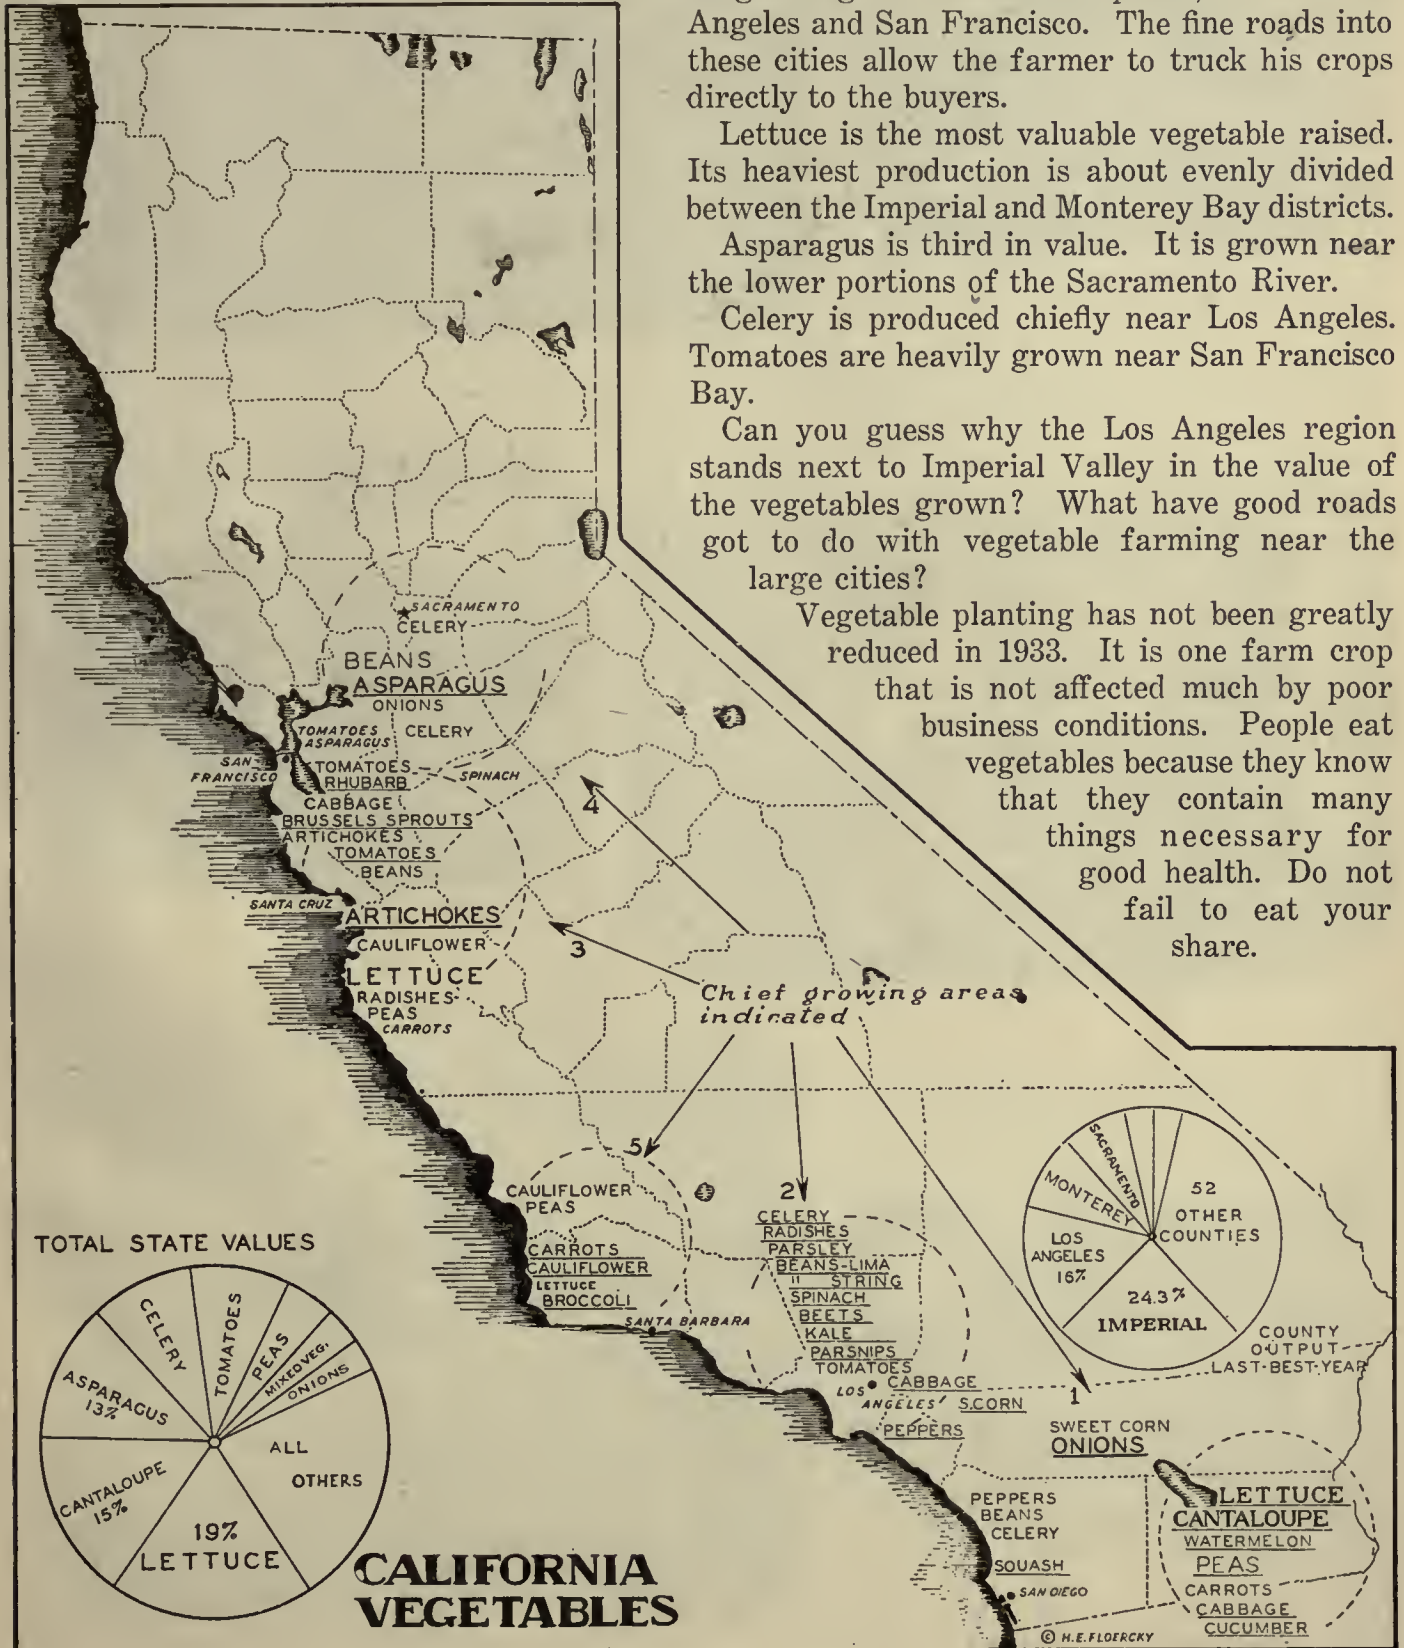 Angeles and San Francisco. The fine roads into
these cities allow the farmer to truck his crops
directly to the buyers.
Lettuce is the most valuable vegetable raised.
Its heaviest production is about evenly divided
between the Imperial and Monterey Bay districts.
Asparagus is third in value. It is grown near
the lower portions of the Sacramento River.
Celery is produced chiefly near Los Angeles.
Tomatoes are heavily grown near San Francisco
Bay.
Can you guess why the Los Angeles region
stands next to Imperial Valley in the value of
the vegetables grown? What have good roads
got to do with vegetable farming near the
large cities?
Vegetable planting has not been greatly
reduced in 1933. It is one farm crop
that is not affected much by poor
business conditions. People eat
vegetables because they know
that they contain many
things necessary for
good health. Do not
fail to eat your
share.
SACRAMENTO
CELERY
BEANS
ASPARAGUS
ONIONS
TOMATOES
ASPARAGUS
CELERY
SAN
FRANCISCO
TOMATOES
RHUBARB
SPINACH
CABBAGE
BRUSSELS SPROUTS
ARTICHOKES
TOMATOES
BEANS
SANTA CRUZ
ARTICHOKES
CAULIFLOWER
LETTUCE
RADISHES
PEAS
CARROTS
4
3
Chief growing areas
indicated
5
CAULIFLOWER
PEAS
CARROTS
CAULIFLOWER
LETTUCE
BROCCOLI
SANTA BARBARA
2
CELERY
RADISHES
PARSLEY
BEANS-LIMA
" STRING
SPINACH
BEETS
KALE
PARSNIPS
TOMATOES
LOS
ANGELES
CABBAGE
S.CORN
PEPPERS
1
SWEET CORN
ONIONS
LETTUCE
CANTALOUPE
WATERMELON
PEAS
CARROTS
CABBAGE
CUCUMBER
PEPPERS
BEANS
CELERY
SQUASH
SAN DIEGO
© H.E.FLOERCKY
SACRAMENTO
MONTEREY
LOS
ANGELES
16%
24.3%
IMPERIAL
52
OTHER
COUNTIES
COUNTY
OUTPUT
LAST-BEST-YEAR
TOTAL STATE VALUES
CELERY
TOMATOES
PEAS
MIXED VEG.
ONIONS
ASPARAGUS
13%
ALL
OTHERS
CANTALOUPE
15%
19%
LETTUCE
CALIFORNIA
VEGETABLES